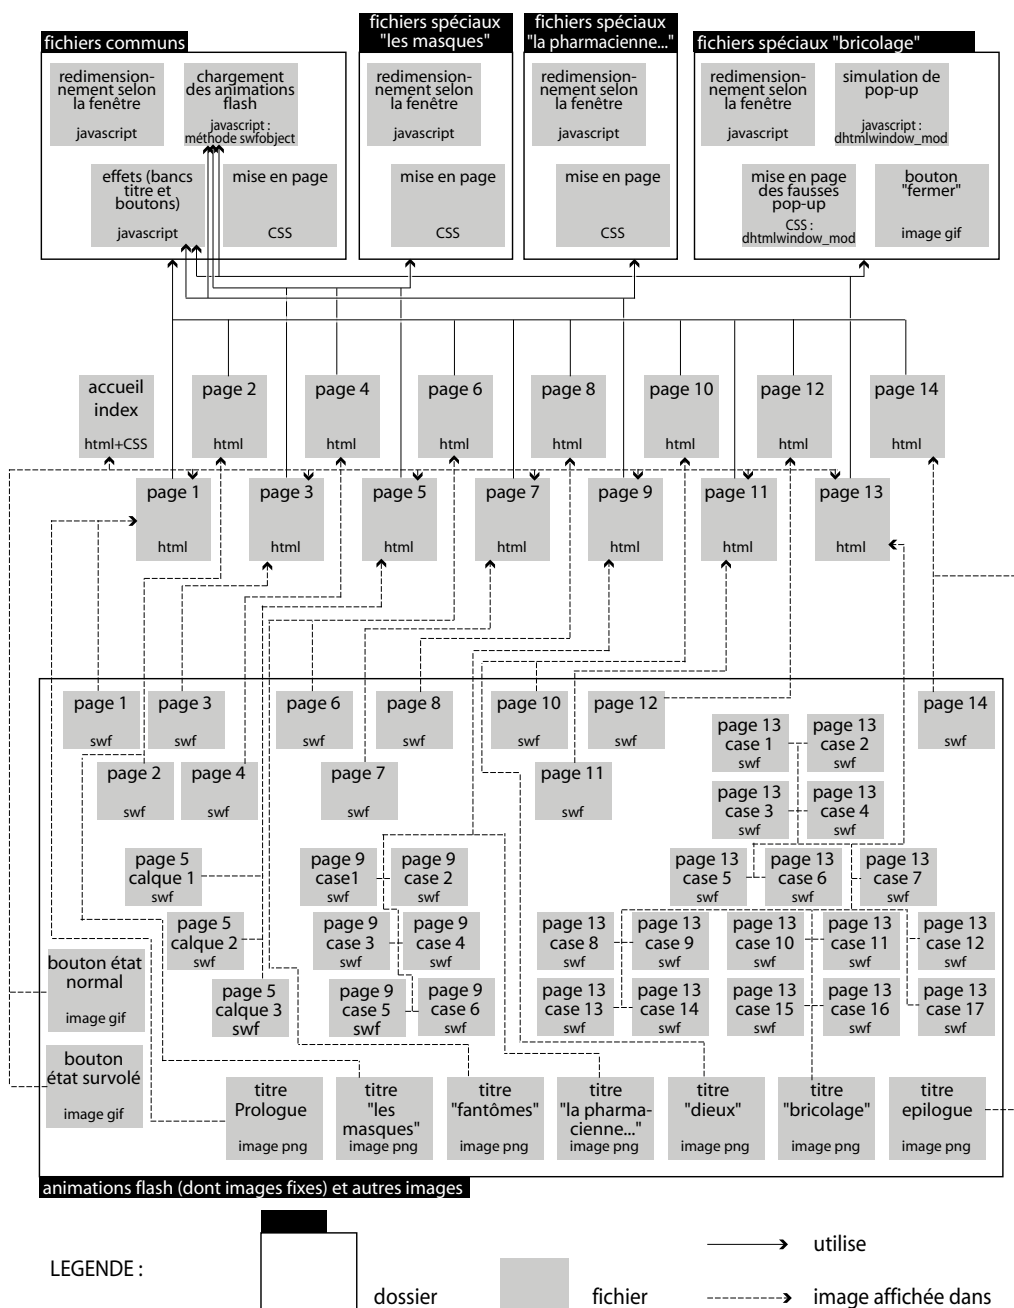 fichiers communs
fichiers spéciaux
"les masques"
fichiers spéciaux
"la pharmacienne..."
fichiers spéciaux "bricolage"
redimension-
nement selon
la fenêtre
javascript
chargement
des animations
flash
javascript :
méthode swfobject
effets (bancs
titre et
boutons)
javascript
mise en page
CSS
redimension-
nement selon
la fenêtre
javascript
mise en page
CSS
redimension-
nement selon
la fenêtre
javascript
mise en page
CSS
redimension-
nement selon
la fenêtre
javascript
simulation de
pop-up
javascript :
dhtmlwindow_mod
mise en page
des fausses
pop-up
CSS :
dhtmlwindow_mod
bouton
"fermer"
image gif
accueil
index
html+CSS
page 2
html
page 4
html
page 6
html
page 8
html
page 10
html
page 12
html
page 14
html
page 1
html
page 3
html
page 5
html
page 7
html
page 9
html
page 11
html
page 13
html
page 1
swf
page 3
swf
page 6
swf
page 8
swf
page 10
swf
page 12
swf
page 14
swf
page 2
swf
page 4
swf
page 7
swf
page 11
swf
page 13
case 1
swf
page 13
case 2
swf
page 13
case 3
swf
page 13
case 4
swf
page 5
calque 1
swf
page 9
case1
swf
page 9
case 2
swf
page 13
case 5
swf
page 13
case 6
swf
page 13
case 7
swf
page 5
calque 2
swf
page 9
case 3
swf
page 9
case 4
swf
page 13
case 8
swf
page 13
case 9
swf
page 13
case 10
swf
page 13
case 11
swf
page 13
case 12
swf
bouton état
normal
image gif
page 5
calque 3
swf
page 9
case 5
swf
page 9
case 6
swf
page 13
case 13
swf
page 13
case 14
swf
page 13
case 15
swf
page 13
case 16
swf
page 13
case 17
swf
bouton
état survolé
image gif
titre
Prologue
image png
titre
"les
masques"
image png
titre
"fantômes"
image png
titre
"la pharma-
cienne..."
image png
titre
"dieux"
image png
titre
"bricolage"
image png
titre
epilogue
image png
animations flash (dont images fixes) et autres images
LEGENDE :
dossier
fichier
utilise
image affichée dans